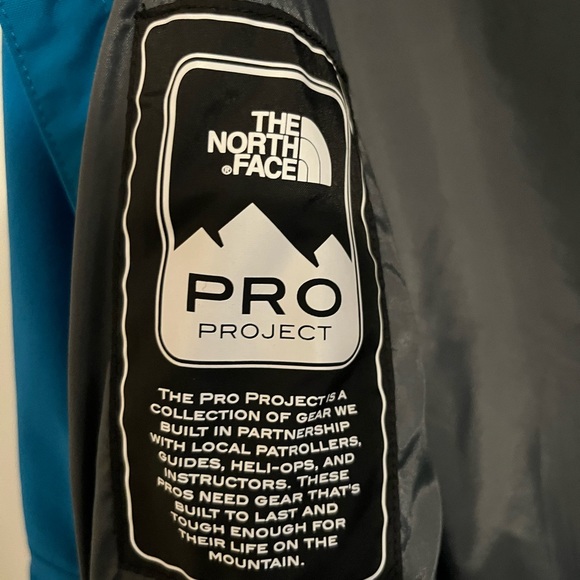 THE
NORTH
®FACE
PRO
PROJECT
THE PRO PROJECT IS A
COLLECTION OF GEAR WE
BUILT IN PARTNERSHIP
WITH LOCAL PATROLLERS,
GUIDES, HELI-OPS, AND
INSTRUCTORS. THESE
PROS NEED GEAR THAT'S
BUILT TO LAST AND
TOUGH ENOUGH FOR
THEIR LIFE ON THE
MOUNTAIN.